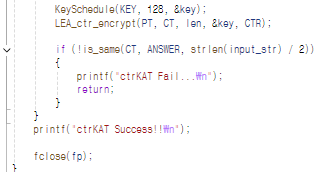 KeySchedule(KEY, 128, &key);
LEA_ctr_encrypt(PT, CT, len, &key, CTR);
if (!is_same(CT, ANSWER, strlen(input_str) / 2))
{
printf("ctrKAT Fail...₩n");
return;
}
}
printf("ctrKAT Success!!₩n");
fclose(fp);
}